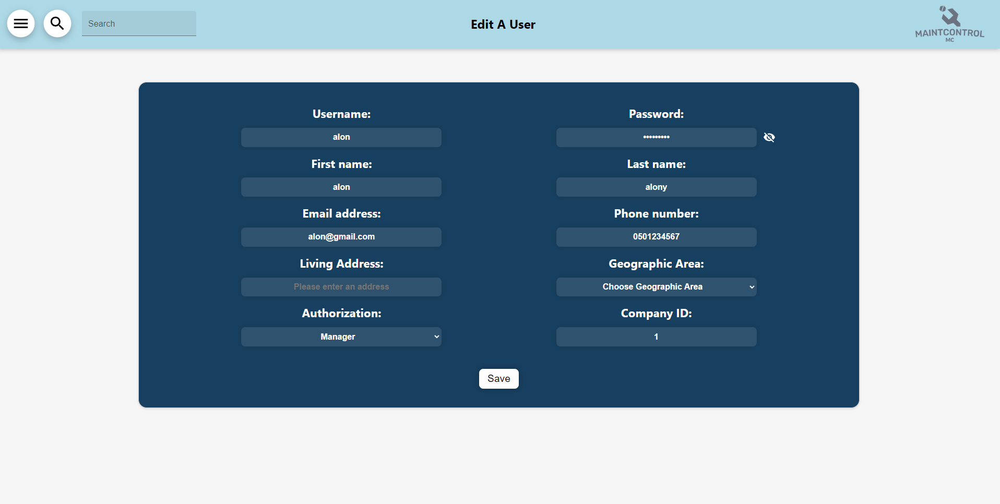 Search
Edit A User
MAINTCONTROL
MC
Username:
Password:
alon
•••••••••
First name:
Last name:
alon
alony
Email address:
Phone number:
alon@gmail.com
0501234567
Living Address:
Geographic Area:
Please enter an address
Choose Geographic Area
Authorization:
Company ID:
Manager
1
Save